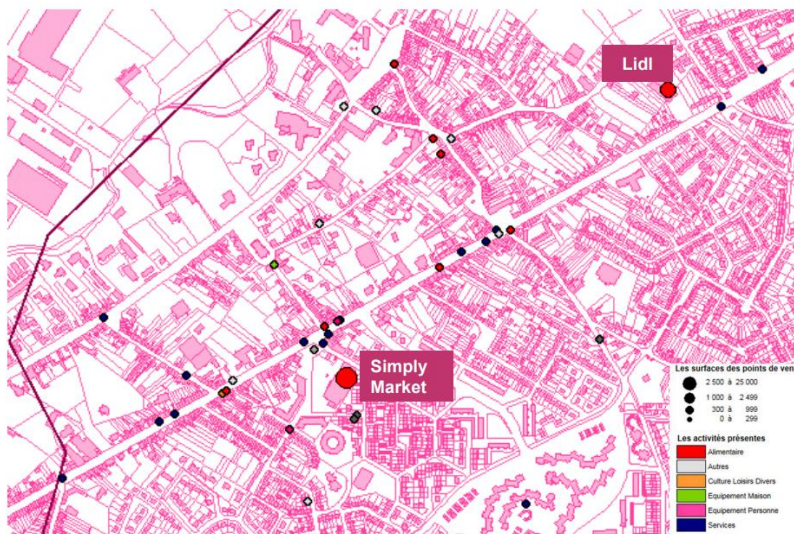 Lidl
Simply
Market
Les surfaces des points de ven
2 500 à 25 000
1 000 à 2 499
300 à 999
0 à 299
Les activités présentes
Alimentaire
Autres
Culture Loisirs Divers
Equipement Maison
Equipement Personne
Services